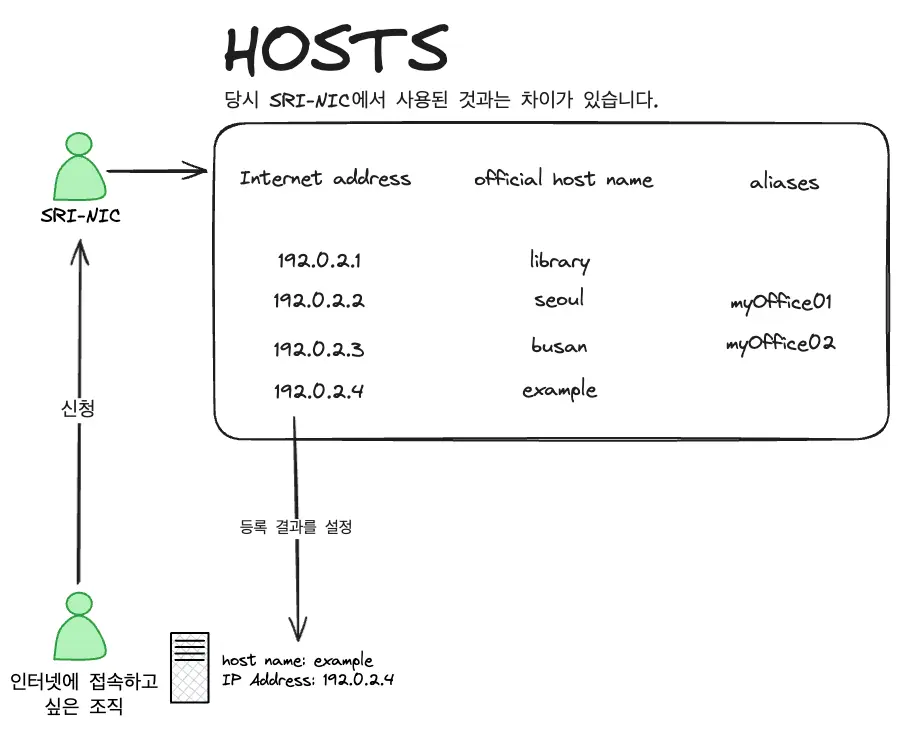 HOSTS
당시 SRI-NIC에서 사용된 것과는 차이가 있습니다.
SRI-NIC
Internet address official host name aliases
192.0.2.1 library
192.0.2.2 seoul myOffice01
192.0.2.3 busan myOffice02
192.0.2.4 example
신청
등록 결과를 설정
host name: example
IP Address: 192.0.2.4
인터넷에 접속하고
싶은 조직